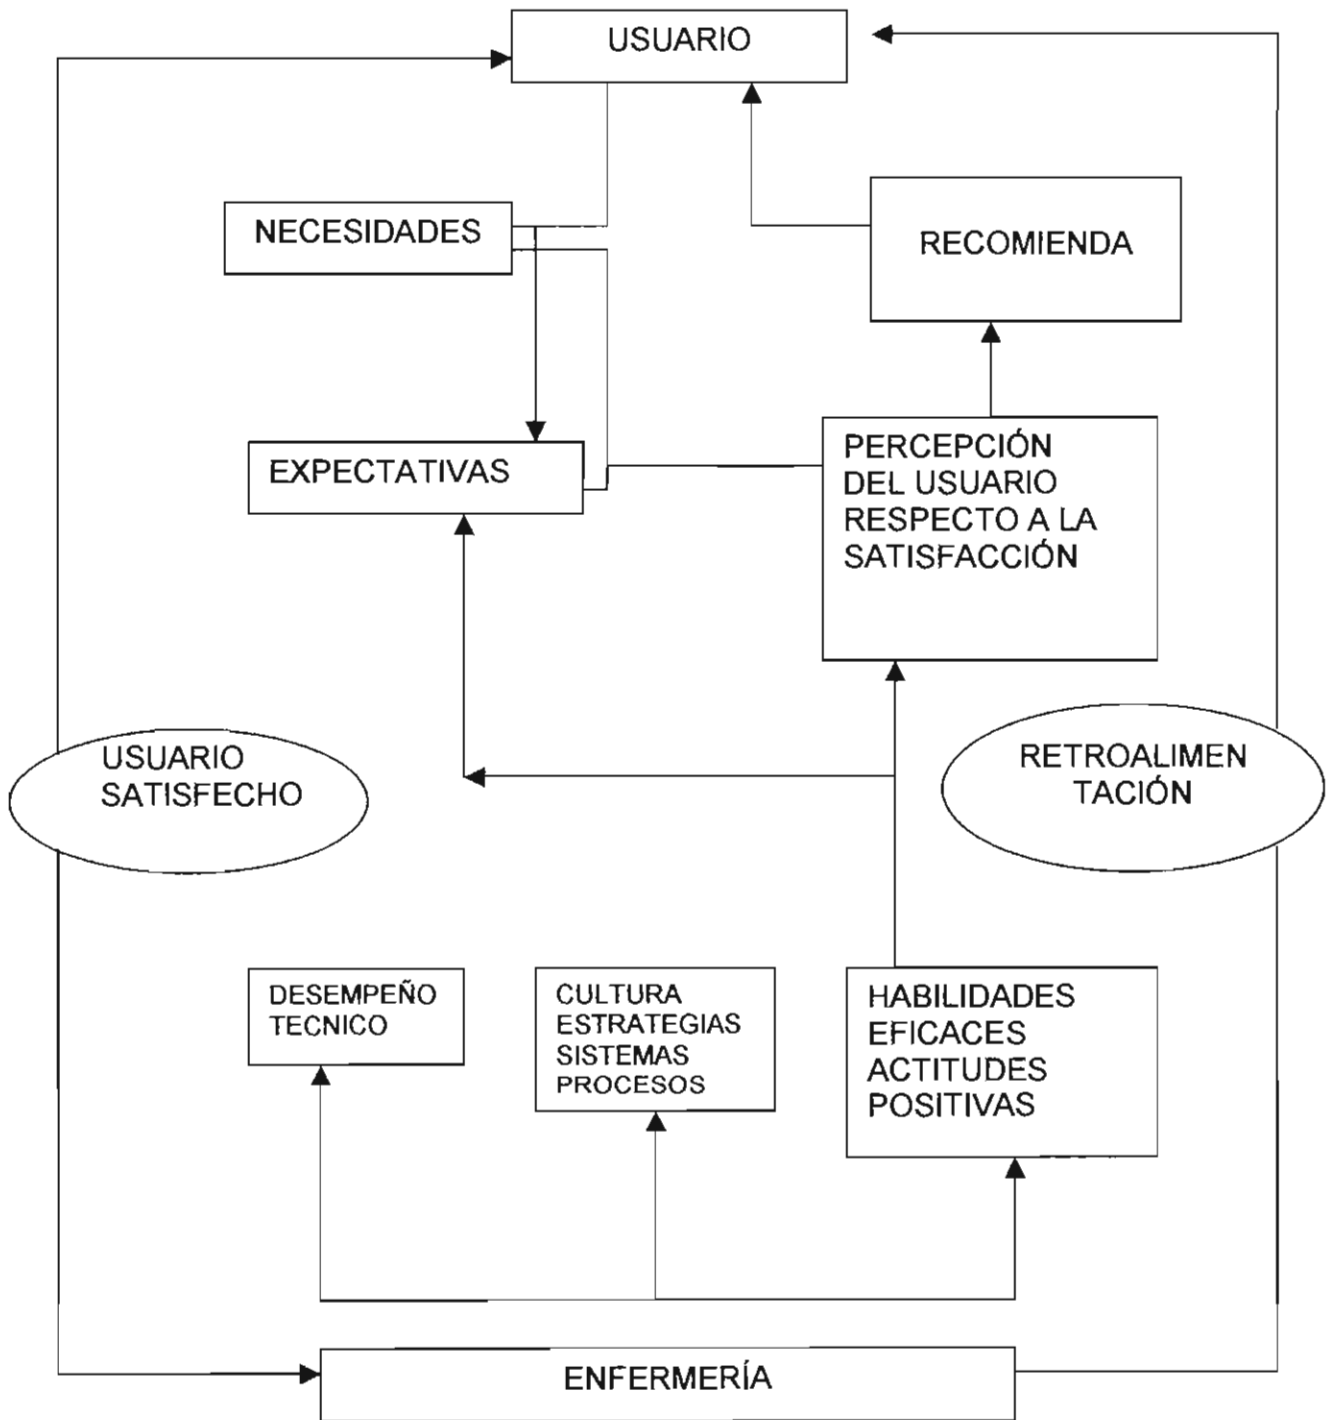 USUARIO
NECESIDADES
RECOMIENDA
EXPECTATIVAS
PERCEPCIÓN
DEL USUARIO
RESPECTO A LA
SATISFACCIÓN
USUARIO
SATISFECHO
RETROALIMEN
TACIÓN
DESEMPEÑO
TECNICO
CULTURA
ESTRATEGIAS
SISTEMAS
PROCESOS
HABILIDADES
EFICACES
ACTITUDES
POSITIVAS
ENFERMERÍA